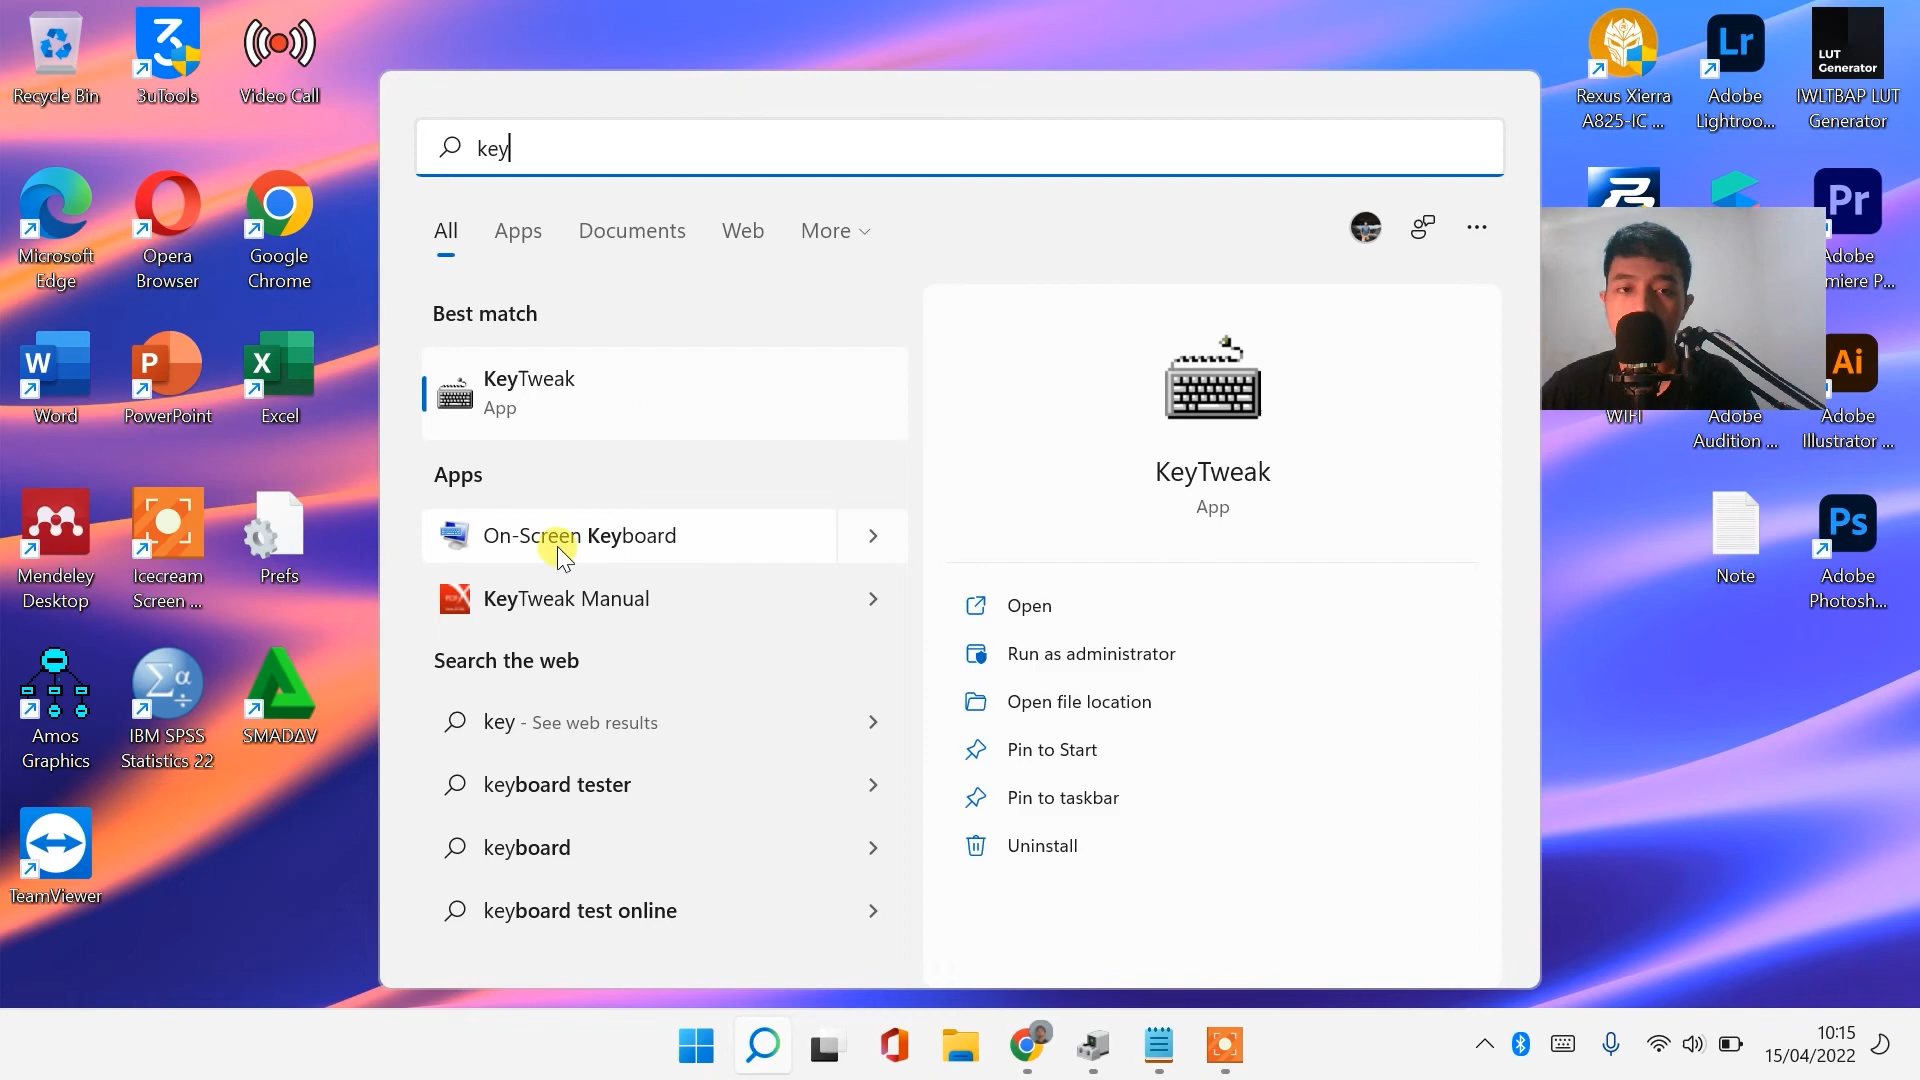 Recycle Bin
3uTools
Video Call
Microsoft
Edge
Opera
Browser
Google
Chrome
Word
PowerPoint
Excel
Mendeley
Desktop
Icecream
Screen ...
Prefs
Amos
Graphics
IBM SPSS
Statistics 22
SMADΔV
TeamViewer
key
All
Apps
Documents
Web
More
Best match
KeyTweak
App
Apps
On-Screen Keyboard
KeyTweak Manual
Search the web
key - See web results
keyboard tester
keyboard
keyboard test online
KeyTweak
App
Open
Run as administrator
Open file location
Pin to Start
Pin to taskbar
Uninstall
Rexus Xierra
A825-IC ...
Lr
Adobe
Lightroo...
LUT
Generator
IWLTBAP LUT
Generator
Pr
Adobe
miere P...
WIFI
Adobe
Audition ...
Ai
Adobe
Illustrator ...
Note
Ps
Adobe
Photosh...
10:15
15/04/2022